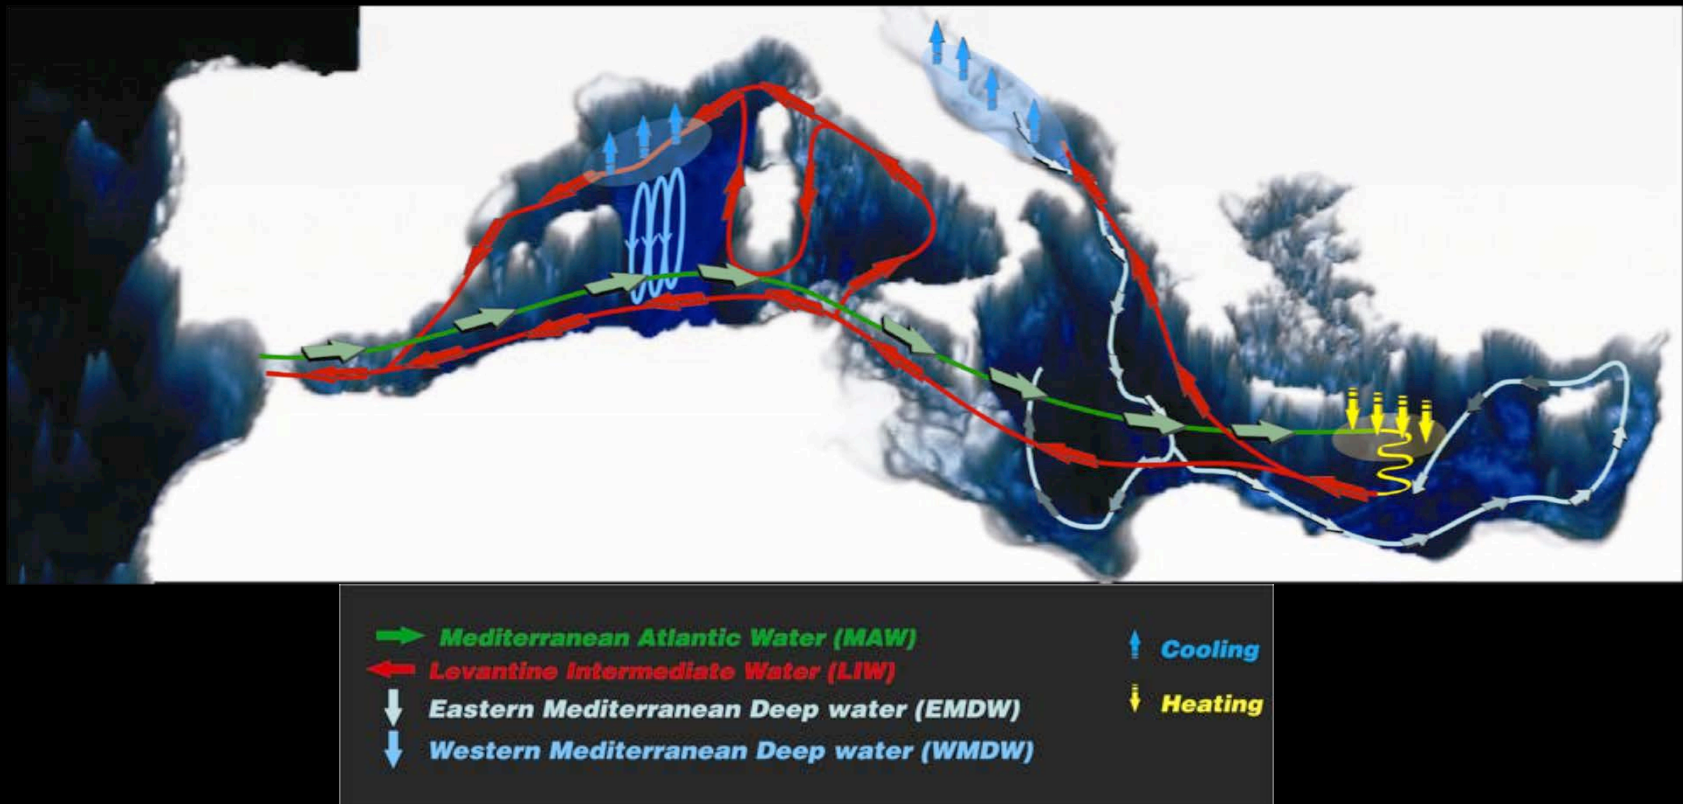 Mediterranean Atlantic Water (MAW)
Levantine Intermediate Water (LIW)
Eastern Mediterranean Deep water (EMDW)
Western Mediterranean Deep water (WMDW)
Cooling
Heating